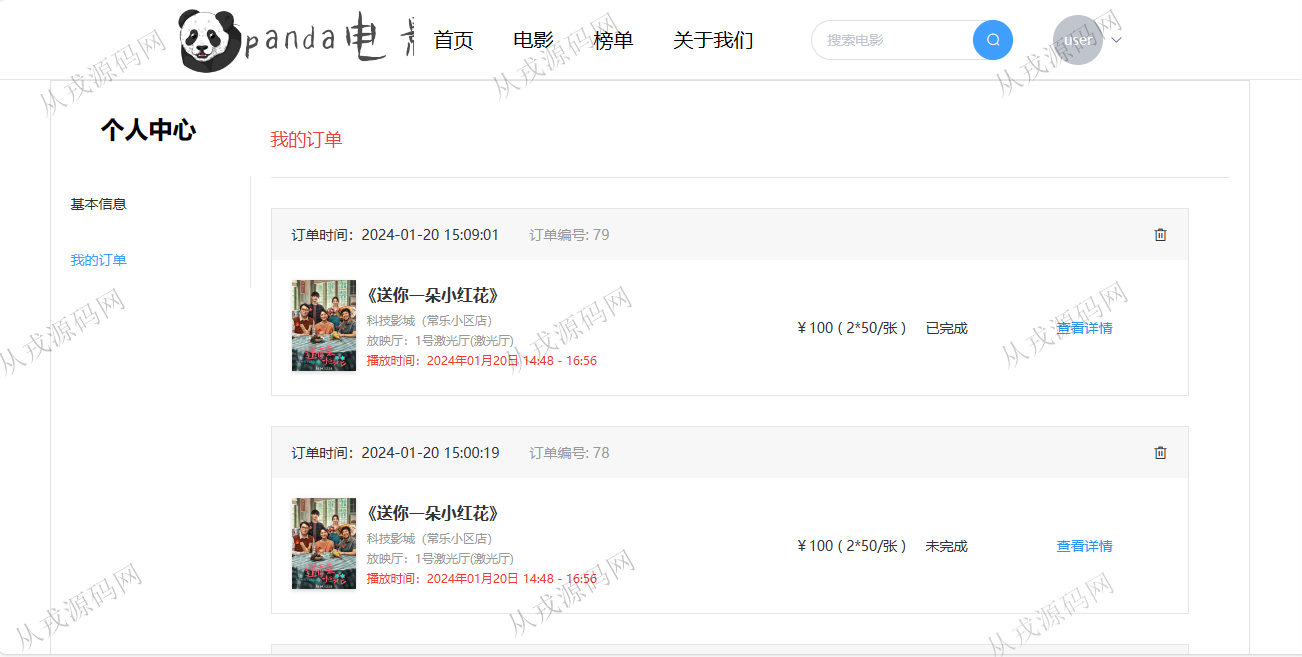 panda电影 首页 电影 榜单 关于我们 搜索电影 user
个人中心
我的订单
基本信息
我的订单
订单时间：2024-01-20 15:09:01 订单编号: 79
《送你一朵小红花》
科技影城（常乐小区店）
放映厅：1号激光厅(激光厅)
播放时间：2024年01月20日 14:48 - 16:56
¥ 100 ( 2*50/张 ) 已完成 查看详情
订单时间：2024-01-20 15:00:19 订单编号: 78
《送你一朵小红花》
科技影城（常乐小区店）
放映厅：1号激光厅(激光厅)
播放时间：2024年01月20日 14:48 - 16:56
¥ 100 ( 2*50/张 ) 未完成 查看详情
从戎源码网
从戎源码网
从戎源码网
从戎源码网
从戎源码网
从戎源码网
从戎源码网
从戎源码网
从戎源码网